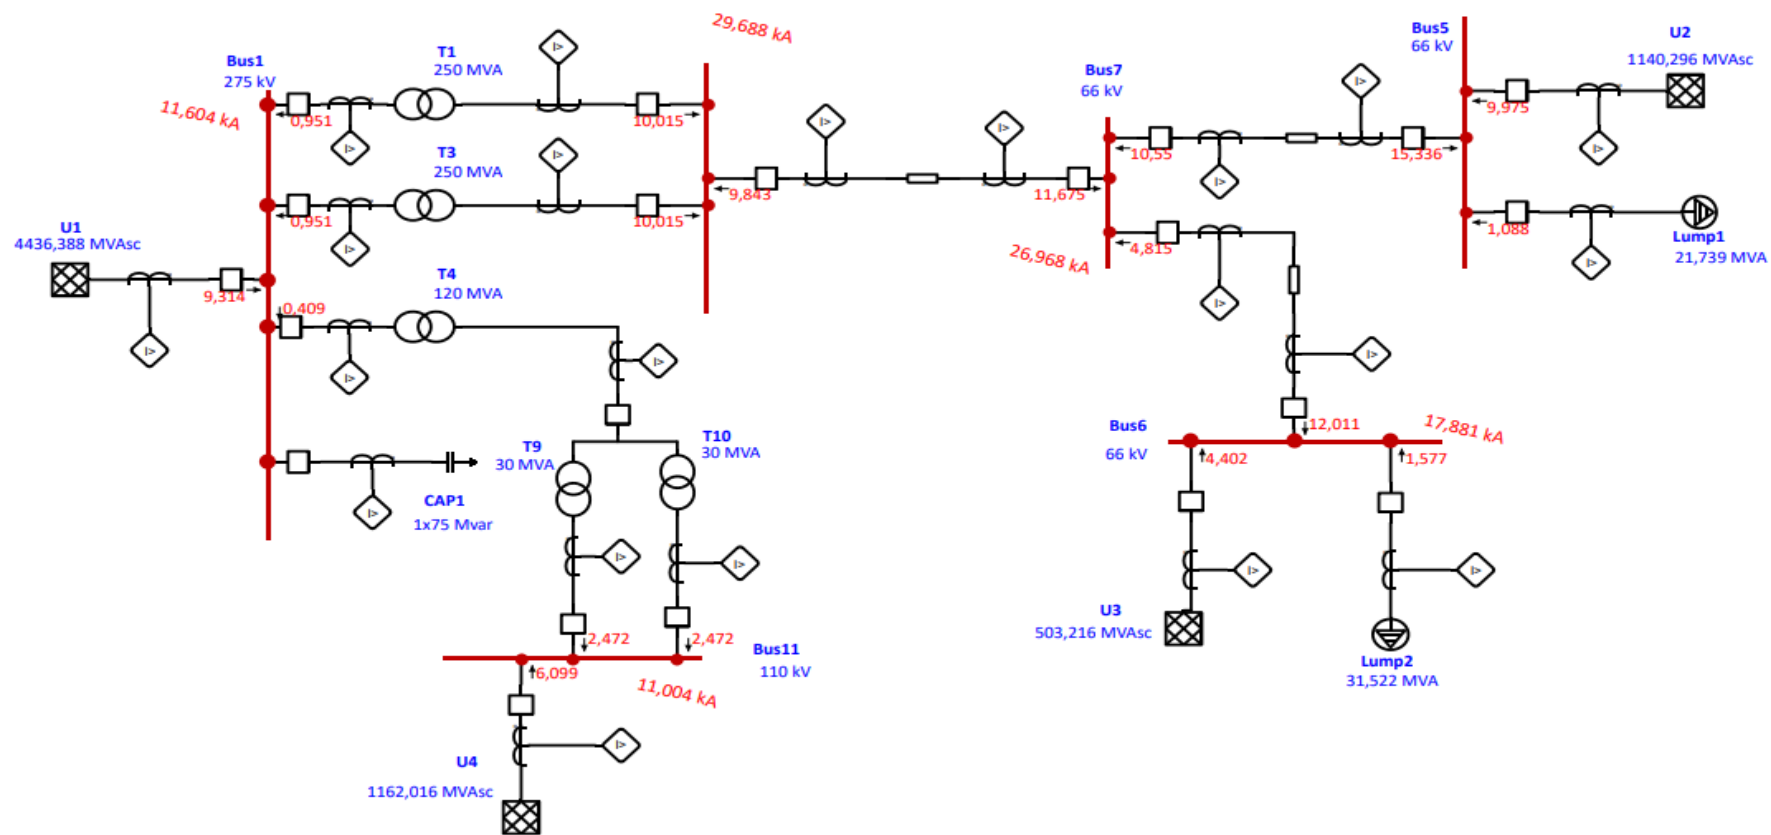 29,688 kA
Bus5
66 kV
U2
1140,296 MVAsc
T1
250 MVA
I>
Bus1
275 kV
Bus7
66 kV
I>
11,604 kA
0,951
10,015
I>
I>
9,975
I>
10,55
15,336
I>
T3
250 MVA
I>
I>
0,951
10,015
9,843
11,675
I>
U1
4436,388 MVAsc
I>
4,815
26,968 kA
1,088
Lump1
21,739 MVA
I>
9,314
0,409
T4
120 MVA
I>
I>
I>
I>
I>
T9
30 MVA
T10
30 MVA
Bus6
66 kV
12,011
17,881 kA
4,402
1,577
CAP1
1x75 Mvar
I>
I>
I>
I>
I>
2,472
2,472
Bus11
110 kV
6,099
11,004 kA
U3
503,216 MVAsc
Lump2
31,522 MVA
I>
U4
1162,016 MVAsc